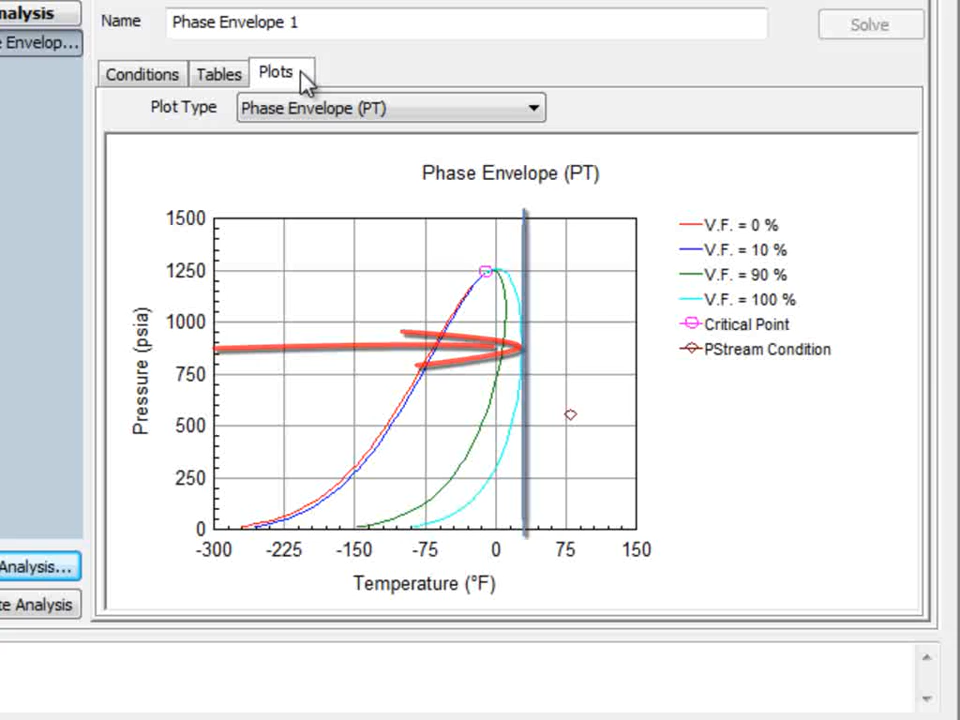 nalysis
Name
Phase Envelope 1
Solve
e Envelop...
Conditions
Tables
Plots
Plot Type
Phase Envelope (PT)
Phase Envelope (PT)
1500
1250
1000
750
500
250
0
Pressure (psia)
-300
-225
-150
-75
0
75
150
Temperature (°F)
V.F. = 0 %
V.F. = 10 %
V.F. = 90 %
V.F. = 100 %
Critical Point
PStream Condition
Analysis...
te Analysis